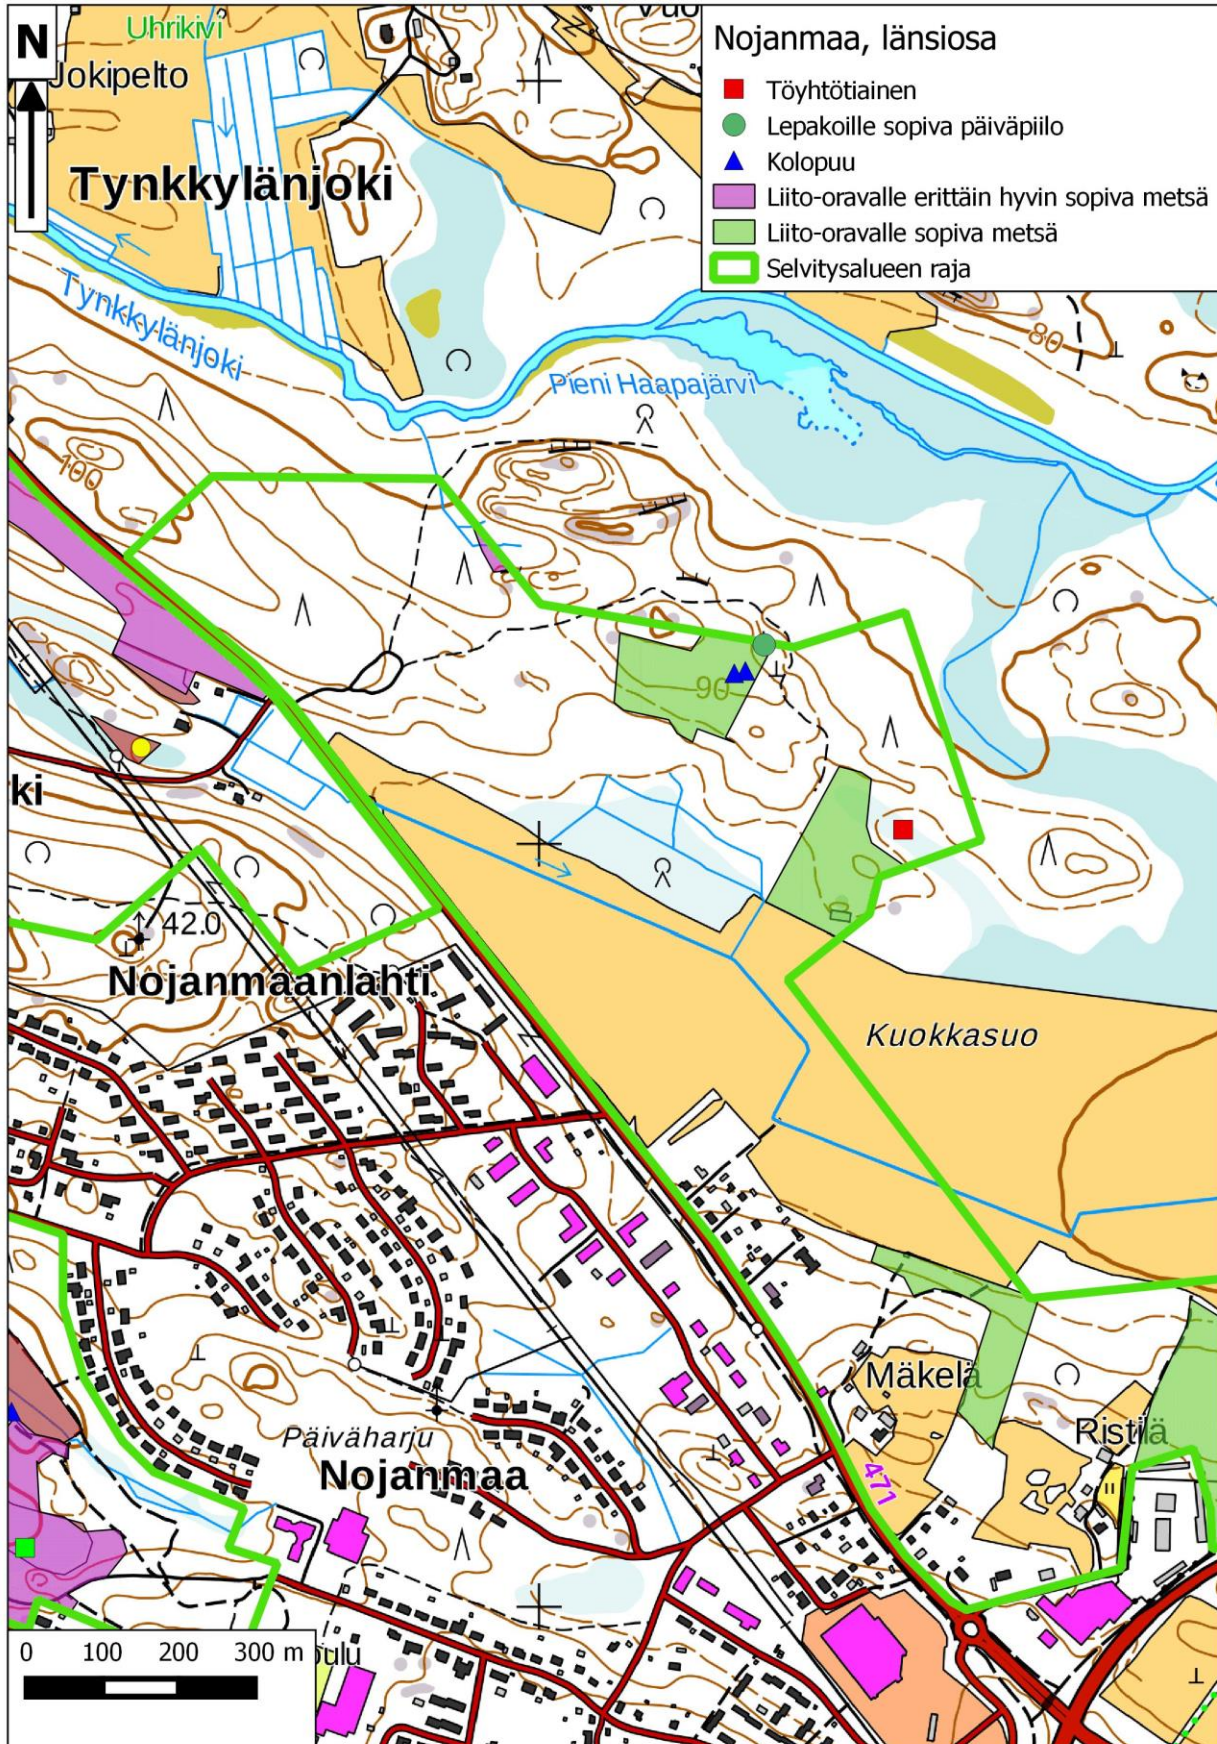 Uhrikivi
N
Jokipelto
Nojanmaa, länsiosa
Töyhtötiainen
Lepakoille sopiva päiväpiilo
Kolopuu
Liito-oravalle erittäin hyvin sopiva metsä
Liito-oravalle sopiva metsä
Selvitysalueen raja
Tynkkylänjoki
Tynkkylänjoki
80
Pieni Haapajärvi
100
90
ki
42.0
Nojanmaanlahti
Kuokkasuo
Mäkelä
Ristilä
Päiväharju
Nojanmaa
471
0 100 200 300 m